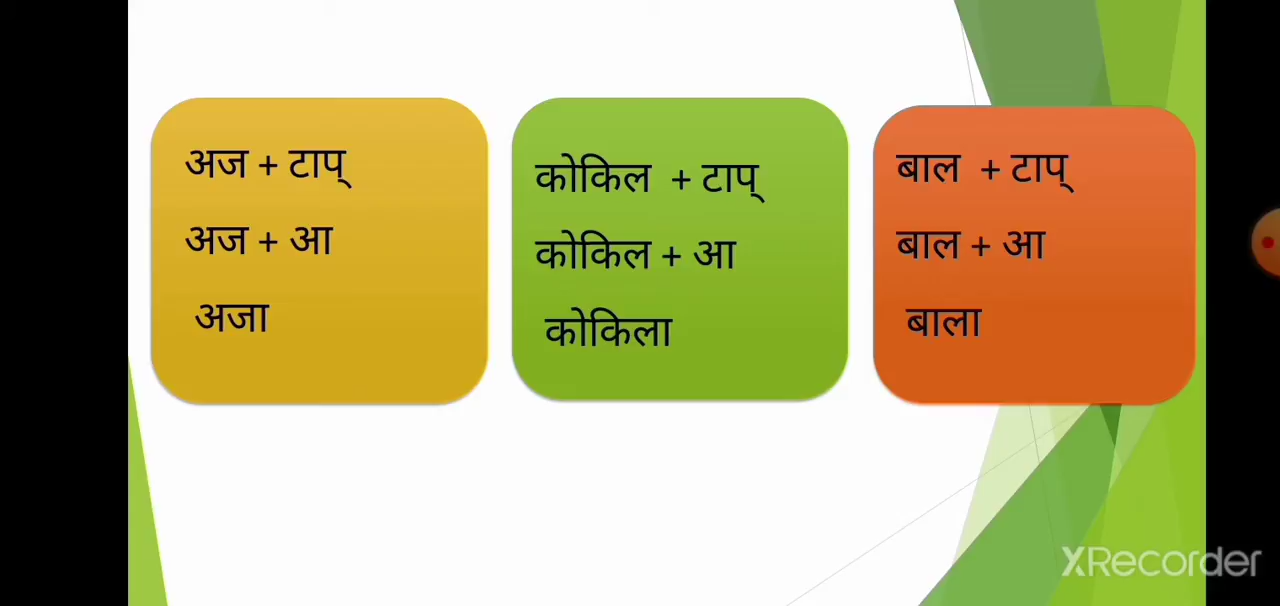 अज + टाप्
अज + आ
अजा
कोकिल + टाप्
कोकिल + आ
कोकिला
बाल + टाप्
बाल + आ
बाला
XRecorder